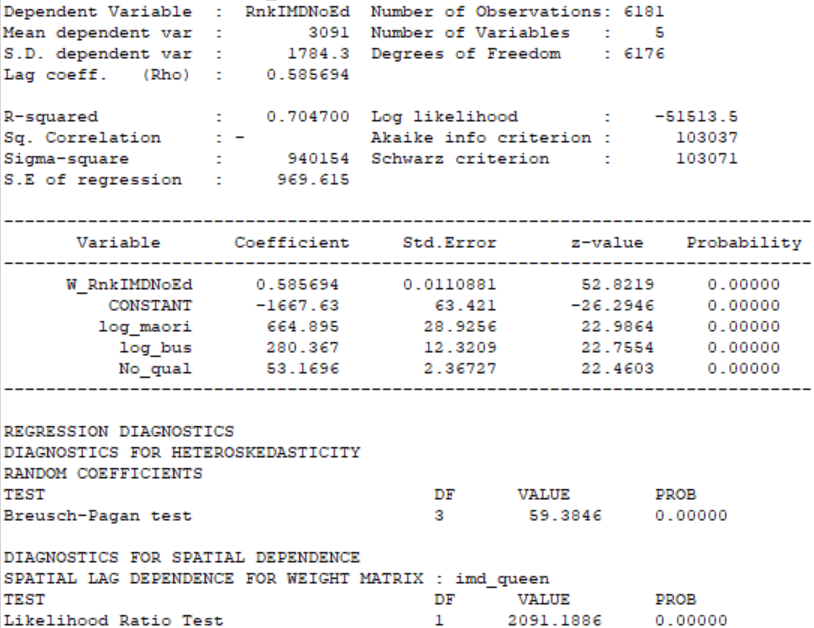 Dependent Variable : RnkIMDNoEd Number of Observations: 6181
Mean dependent var : 3091 Number of Variables : 5
S.D. dependent var : 1784.3 Degrees of Freedom : 6176
Lag coeff. (Rho) : 0.585694
R-squared : 0.704700 Log likelihood : -51513.5
Sq. Correlation : - Akaike info criterion : 103037
Sigma-square : 940154 Schwarz criterion : 103071
S.E of regression : 969.615
-----------------------------------------------------------------------------
Variable Coefficient Std.Error z-value Probability
-----------------------------------------------------------------------------
W_RnkIMDNoEd 0.585694 0.0110881 52.8219 0.00000
CONSTANT -1667.63 63.421 -26.2946 0.00000
log_maori 664.895 28.9256 22.9864 0.00000
log_bus 280.367 12.3209 22.7554 0.00000
No_qual 53.1696 2.36727 22.4603 0.00000
-----------------------------------------------------------------------------
REGRESSION DIAGNOSTICS
DIAGNOSTICS FOR HETEROSKEDASTICITY
RANDOM COEFFICIENTS
TEST DF VALUE PROB
Breusch-Pagan test 3 59.3846 0.00000
DIAGNOSTICS FOR SPATIAL DEPENDENCE
SPATIAL LAG DEPENDENCE FOR WEIGHT MATRIX : imd_queen
TEST DF VALUE PROB
Likelihood Ratio Test 1 2091.1886 0.00000